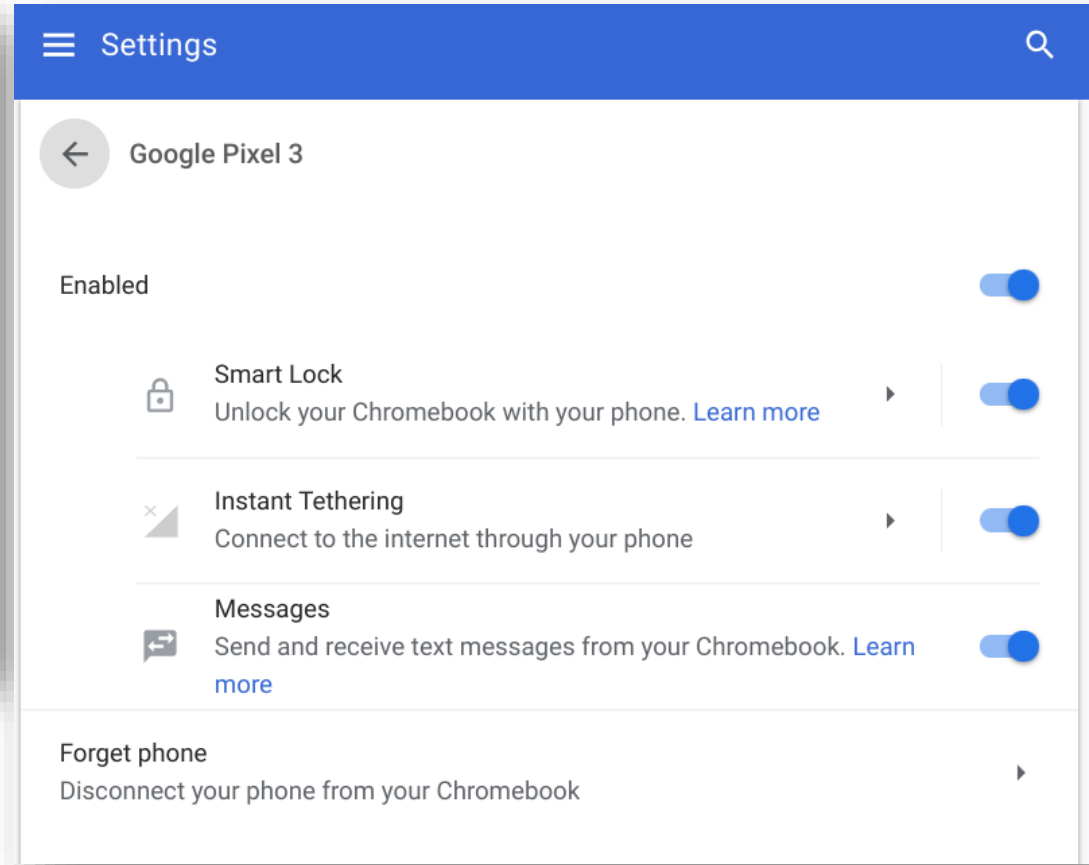 Settings
Google Pixel 3
Enabled
Smart Lock
Unlock your Chromebook with your phone. Learn more
Instant Tethering
Connect to the internet through your phone
Messages
Send and receive text messages from your Chromebook. Learn
more
Forget phone
Disconnect your phone from your Chromebook